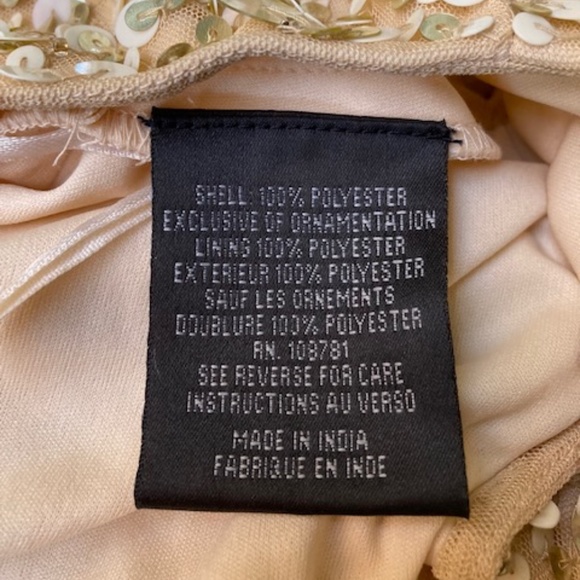 SHELL: 100% POLYESTER
EXCLUSIVE OF ORNAMENTATION
LINING 100% POLYESTER
EXTERIEUR 100% POLYESTER
SAUF LES ORNEMENTS
DOUBLURE 100% POLYESTER
RN. 108781
SEE REVERSE FOR CARE
INSTRUCTIONS AU VERSO
MADE IN INDIA
FABRIQUE EN INDE